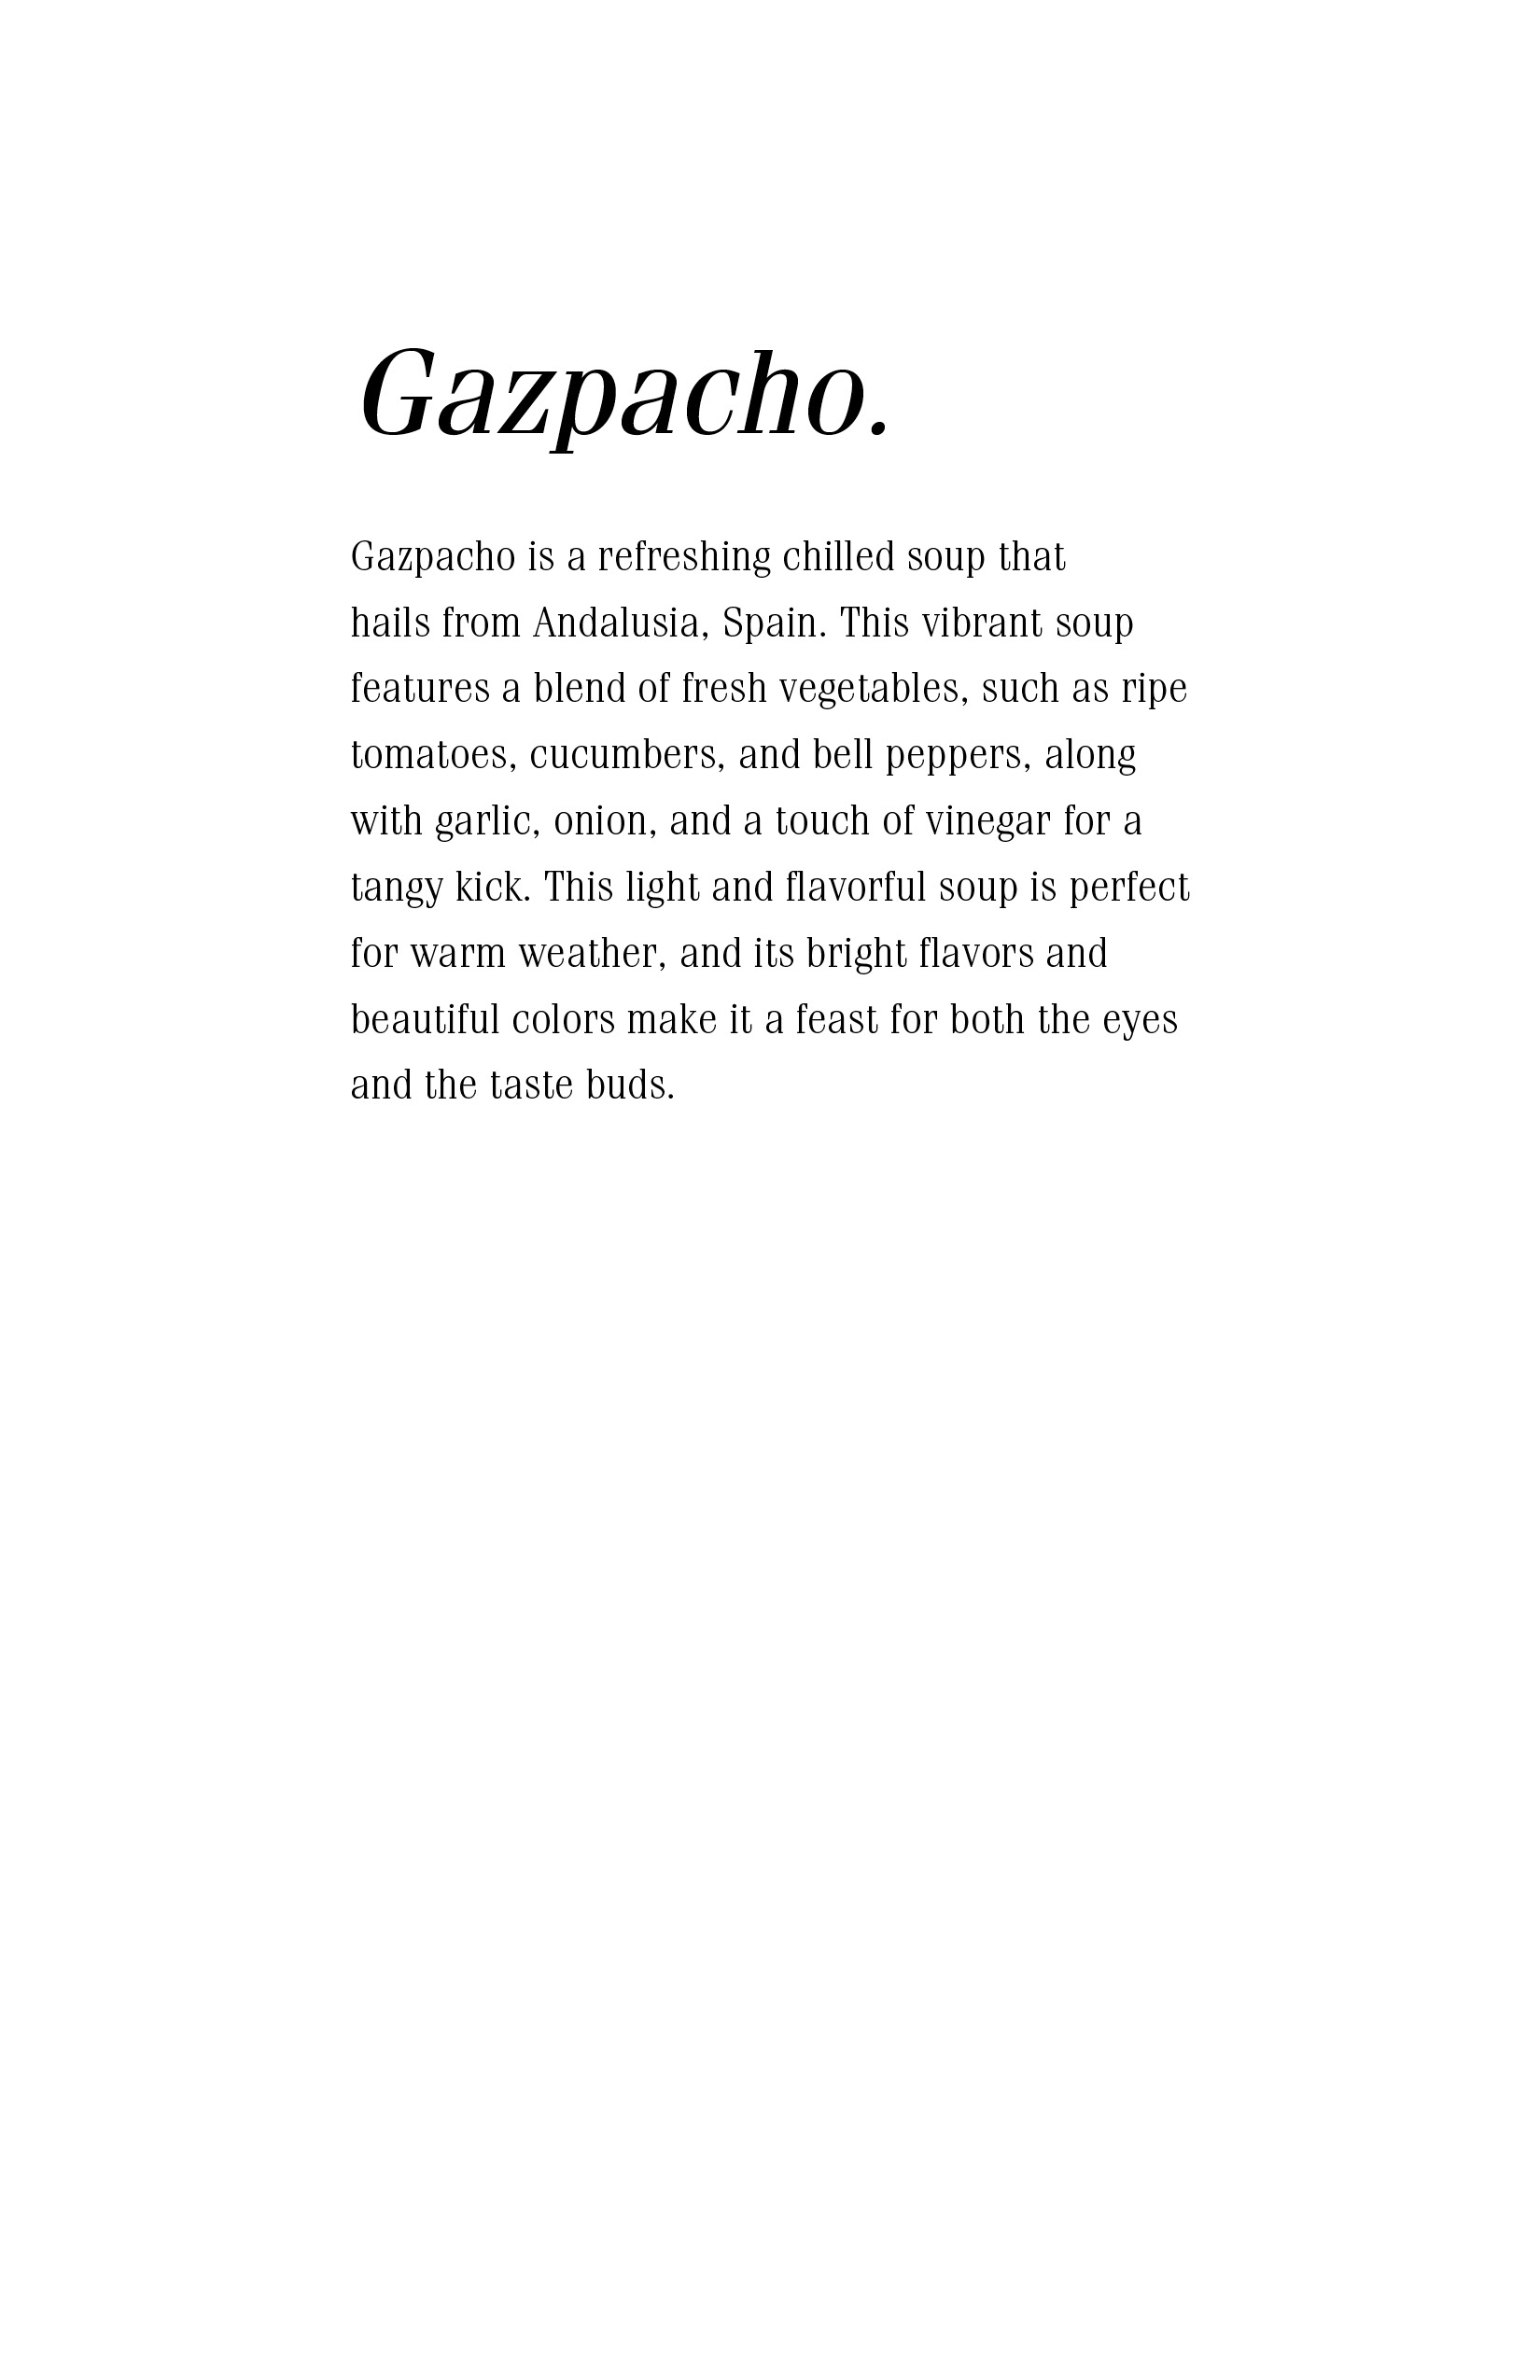 Gazpacho.
Gazpacho is a refreshing chilled soup that
hails from Andalusia, Spain. This vibrant soup
features a blend of fresh vegetables, such as ripe
tomatoes, cucumbers, and bell peppers, along
with garlic, onion, and a touch of vinegar for a
tangy kick. This light and flavorful soup is perfect
for warm weather, and its bright flavors and
beautiful colors make it a feast for both the eyes
and the taste buds.